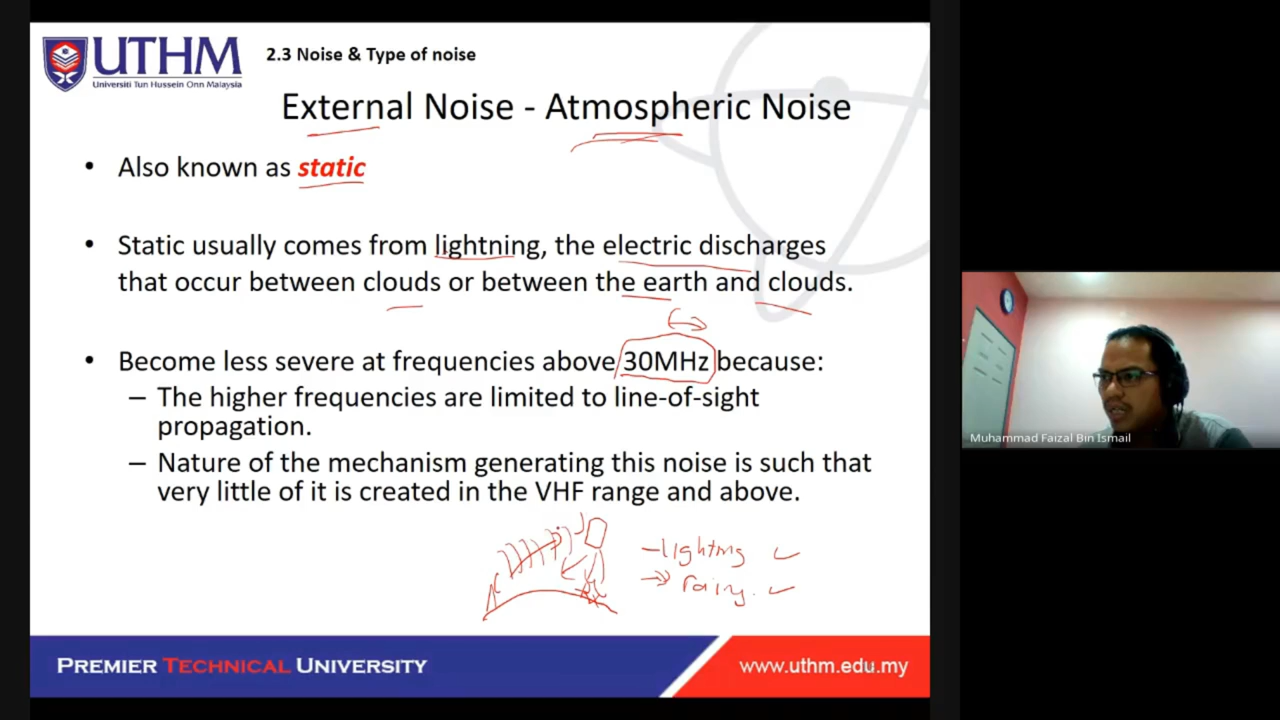 UTHM
Universiti Tun Hussein Onn Malaysia
2.3 Noise & Type of noise
External Noise - Atmospheric Noise
• Also known as static
• Static usually comes from lightning, the electric discharges
that occur between clouds or between the earth and clouds.
• Become less severe at frequencies above 30MHz because:
– The higher frequencies are limited to line-of-sight
propagation.
– Nature of the mechanism generating this noise is such that
very little of it is created in the VHF range and above.
- lighting ✓
rainy. ✓
PREMIER TECHNICAL UNIVERSITY
www.uthm.edu.my
Muhammad Faizal Bin Ismail